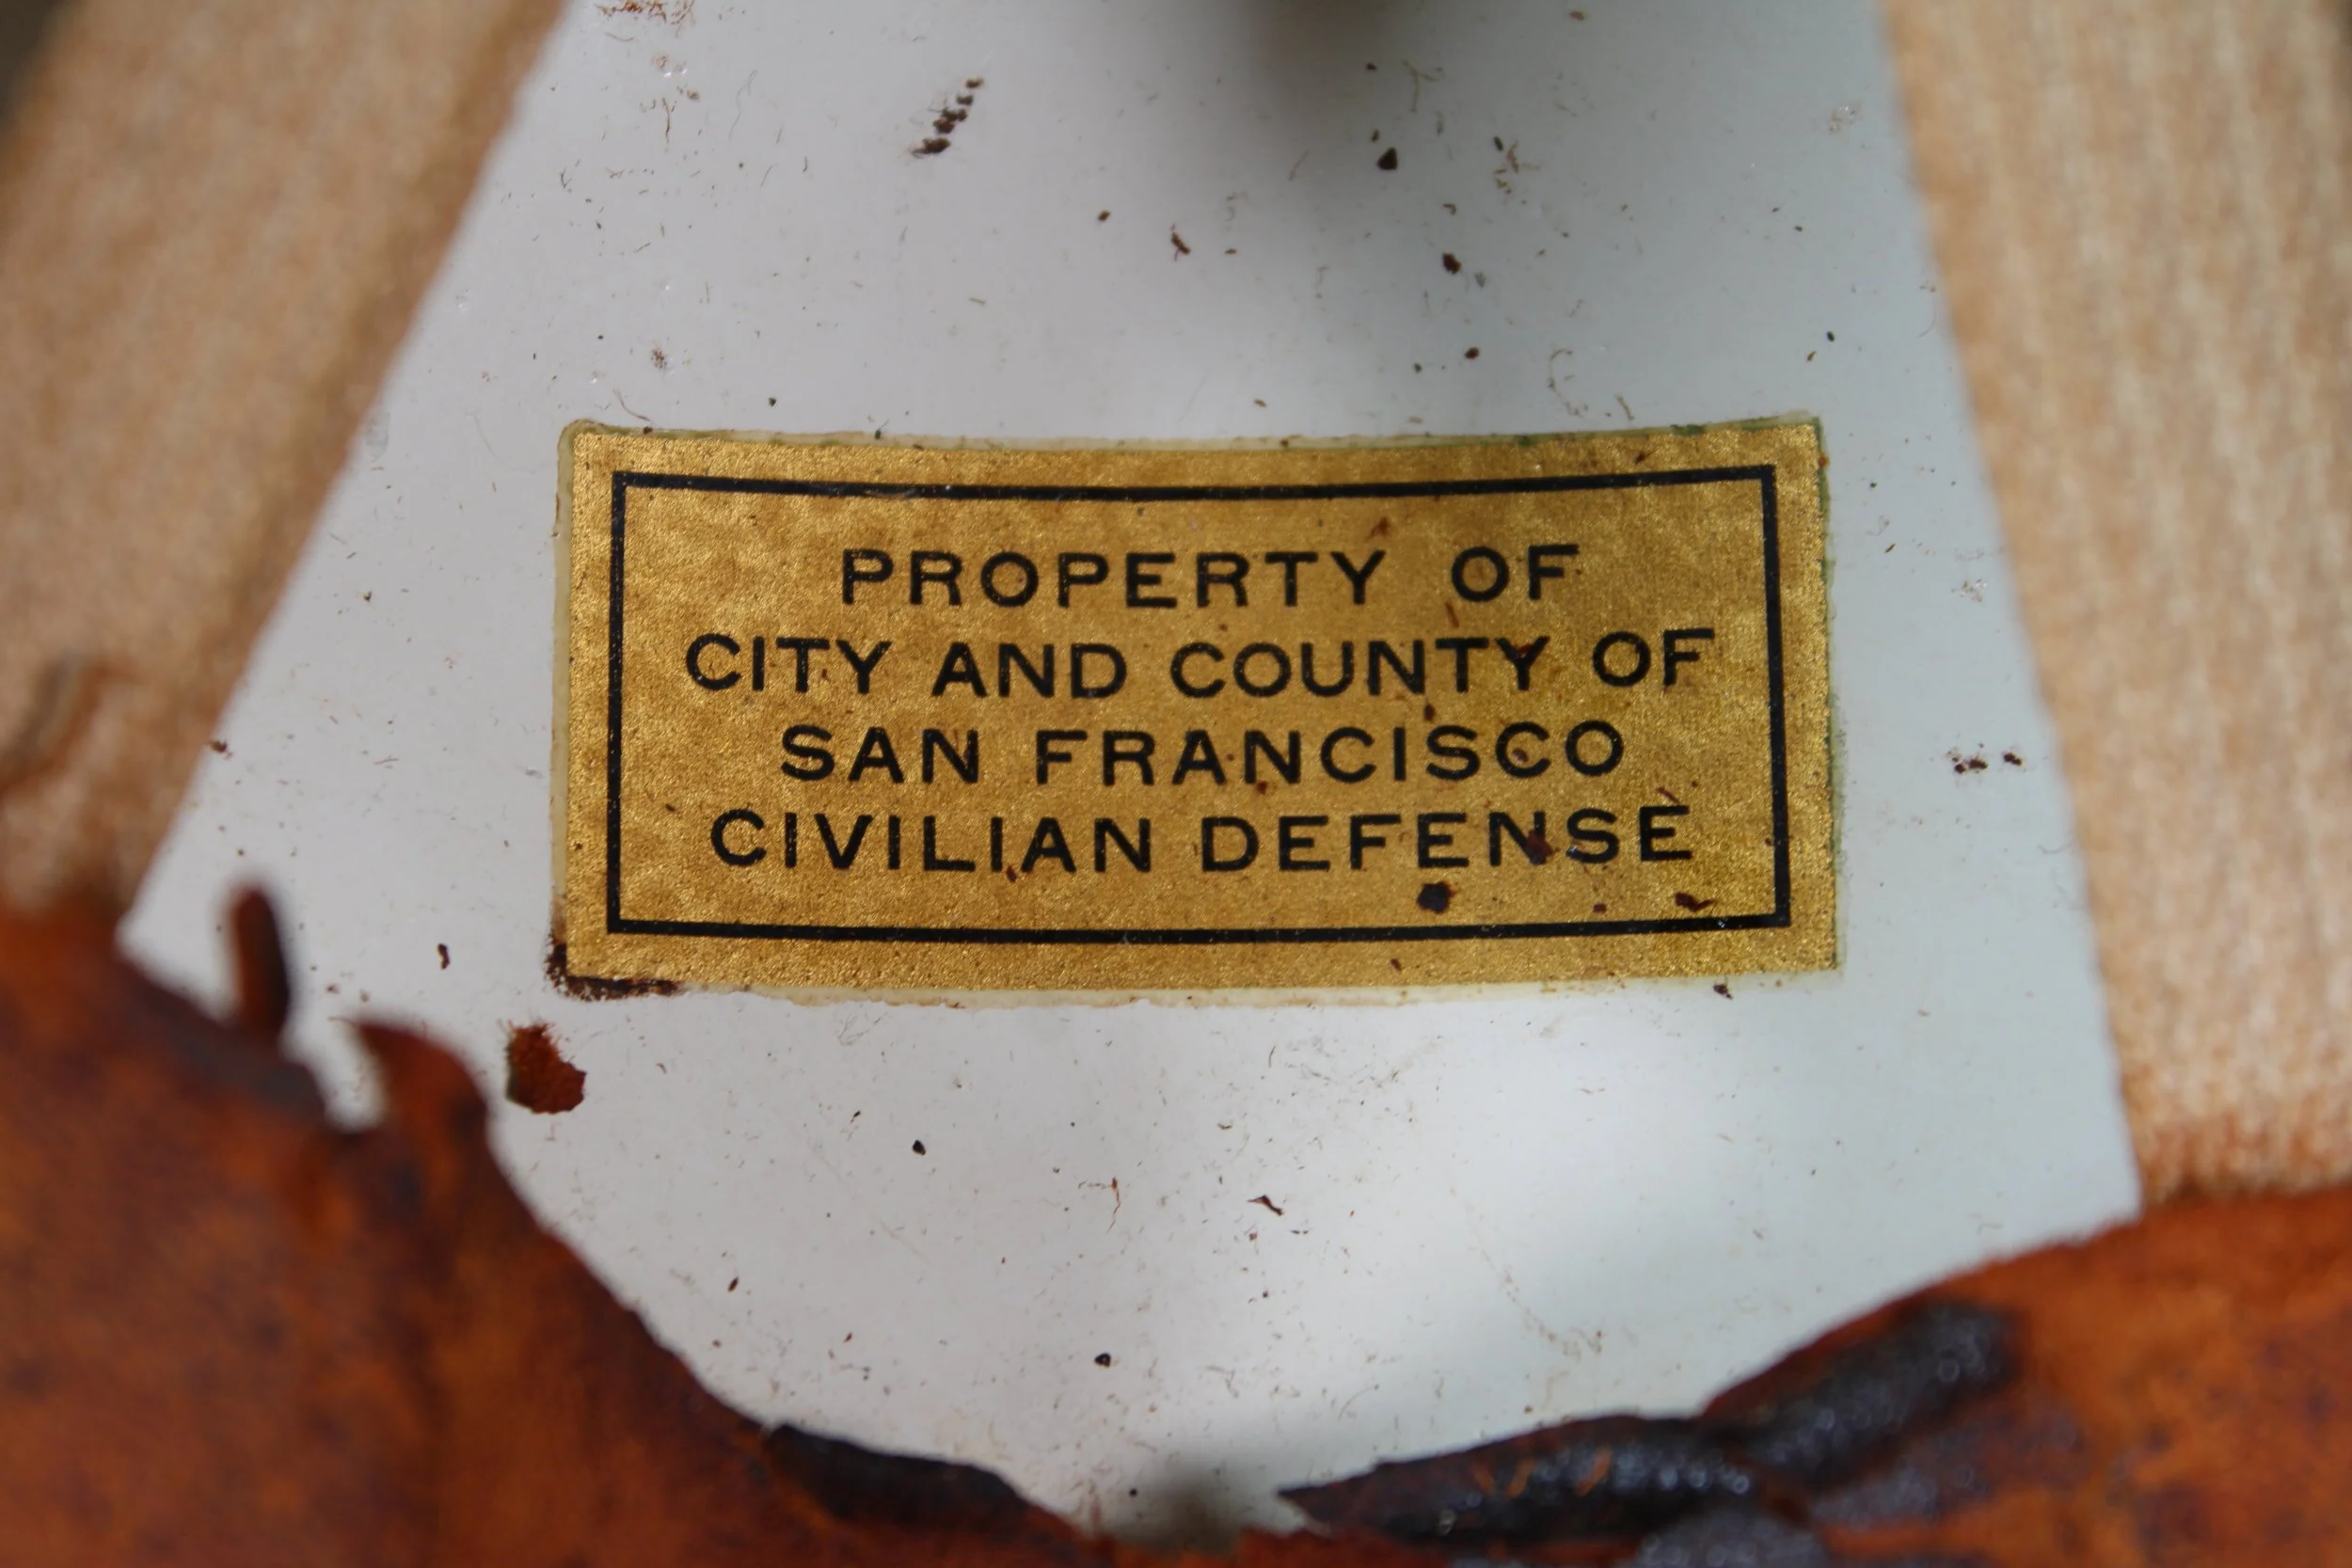 PROPERTY OF
CITY AND COUNTY OF
SAN FRANCISCO
CIVILIAN DEFENSE